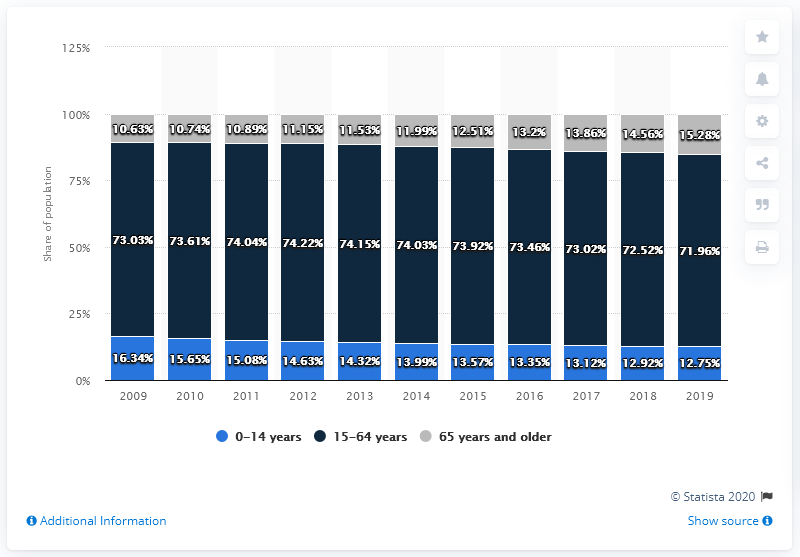 125%
100%
75%
50%
25%
0%
Share of population
10.63% 10.74% 10.89% 11.15% 11.53% 11.99% 12.51% 13.2% 13.86% 14.56% 15.28%
73.03% 73.61% 74.04% 74.22% 74.15% 74.03% 73.92% 73.46% 73.02% 72.52% 71.96%
16.34% 15.65% 15.08% 14.63% 14.32% 13.99% 13.57% 13.35% 13.12% 12.92% 12.75%
2009 2010 2011 2012 2013 2014 2015 2016 2017 2018 2019
0-14 years 15-64 years 65 years and older
© Statista 2020
Additional Information
Show source